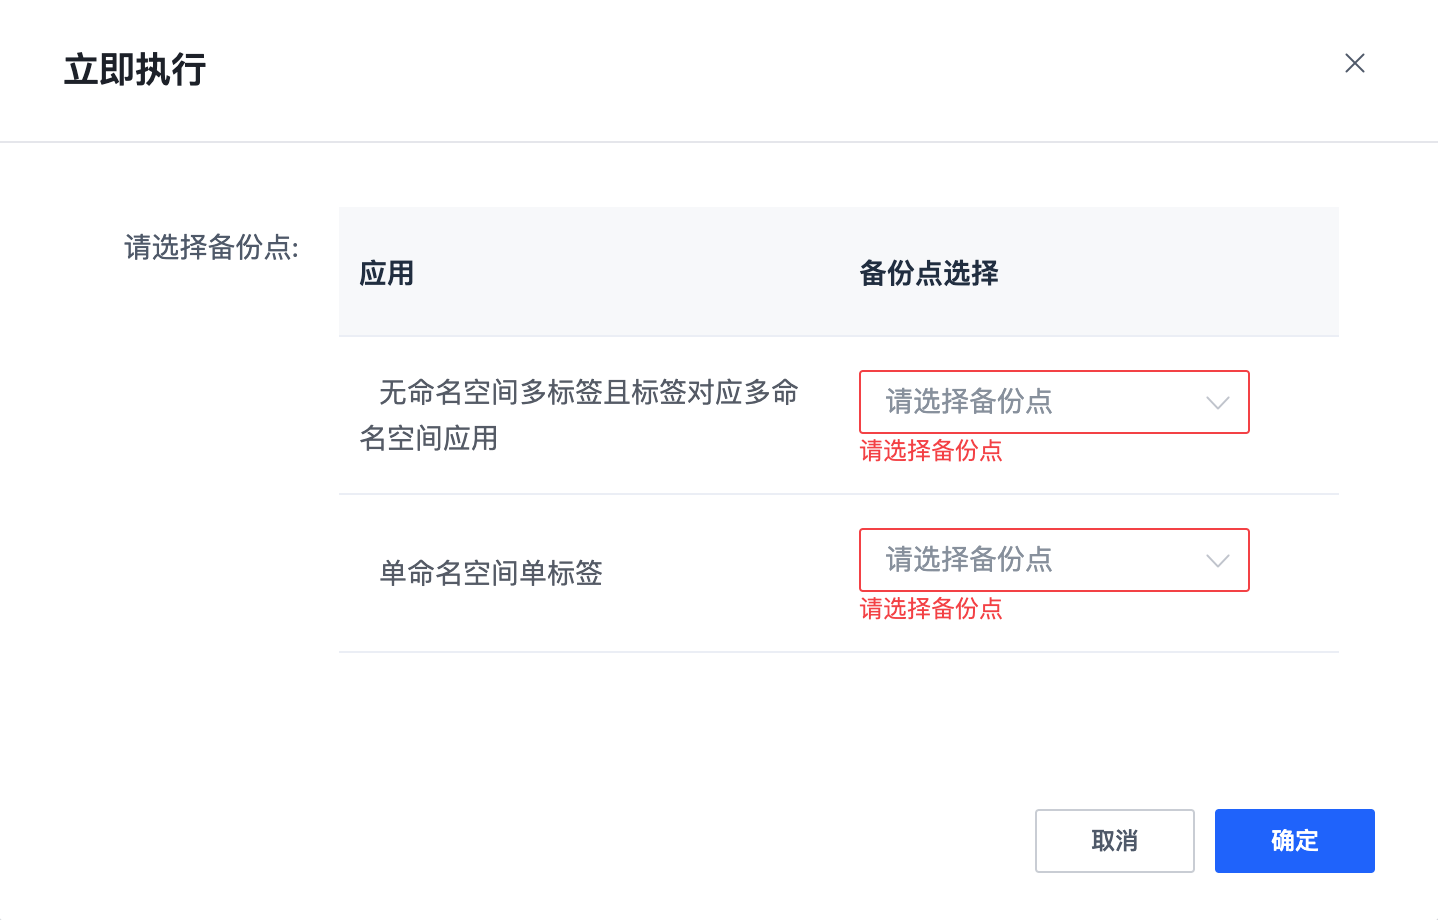 立即执行
请选择备份点:
应用
备份点选择
无命名空间多标签且标签对应多命
名空间应用
请选择备份点
请选择备份点
单命名空间单标签
请选择备份点
请选择备份点
取消
确定